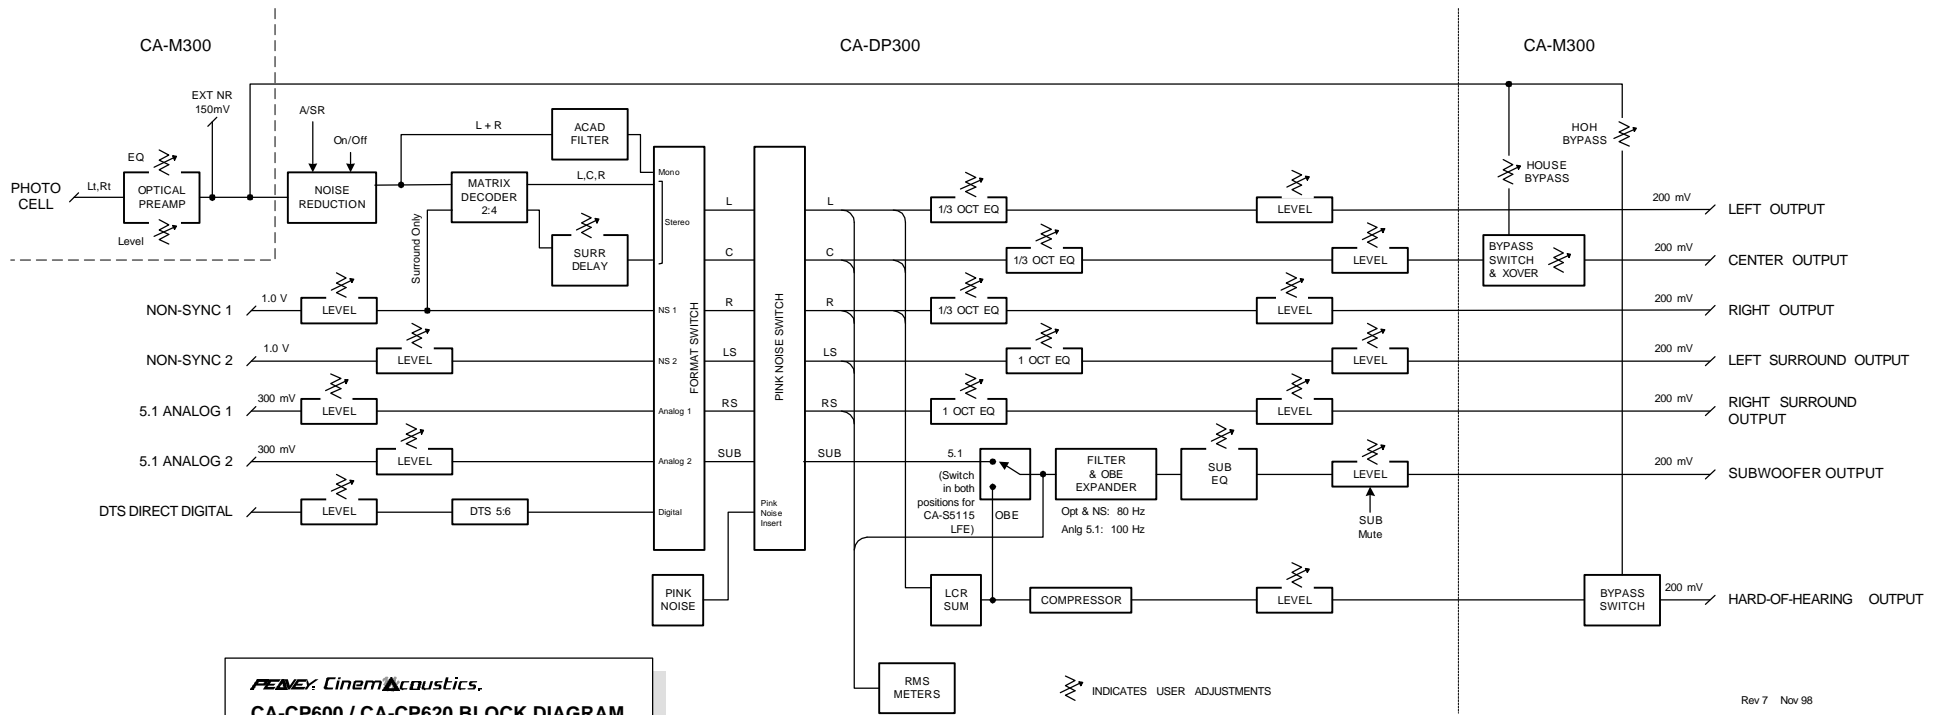 CA-M300
CA-DP300
CA-M300
EXT NR
150mV
A/SR
On/Off
L + R
ACAD
FILTER
HOH
BYPASS
HOUSE
BYPASS
EQ
PHOTO
CELL
Lt,Rt
OPTICAL
PREAMP
Level
NOISE
REDUCTION
MATRIX
DECODER
2:4
L,C,R
SURR
DELAY
Surround Only
Mono
Stereo
NS 1
NS 2
Analog 1
Analog 2
Digital
FORMAT SWITCH
L
C
R
LS
RS
SUB
PINK NOISE SWITCH
Pink
Noise
Insert
L
C
R
LS
RS
SUB
NON-SYNC 1
1.0 V
LEVEL
NON-SYNC 2
1.0 V
LEVEL
5.1 ANALOG 1
300 mV
LEVEL
5.1 ANALOG 2
300 mV
LEVEL
DTS DIRECT DIGITAL
LEVEL
DTS 5:6
PINK
NOISE
1/3 OCT EQ
LEVEL
200 mV
LEFT OUTPUT
1/3 OCT EQ
LEVEL
BYPASS
SWITCH
& XOVER
200 mV
CENTER OUTPUT
1/3 OCT EQ
LEVEL
200 mV
RIGHT OUTPUT
1 OCT EQ
LEVEL
200 mV
LEFT SURROUND OUTPUT
1 OCT EQ
LEVEL
200 mV
RIGHT SURROUND
OUTPUT
5.1
(Switch
in both
positions for
CA-S5115
LFE)
OBE
FILTER
& OBE
EXPANDER
Opt & NS: 80 Hz
Anlg 5.1: 100 Hz
SUB
EQ
LEVEL
SUB
Mute
200 mV
SUBWOOFER OUTPUT
LCR
SUM
COMPRESSOR
LEVEL
BYPASS
SWITCH
200 mV
HARD-OF-HEARING OUTPUT
RMS
METERS
INDICATES USER ADJUSTMENTS
Rev 7 Nov 98
PEAVEY. CinemAcoustics.
CA-CP600 / CA-CP620 BLOCK DIAGRAM